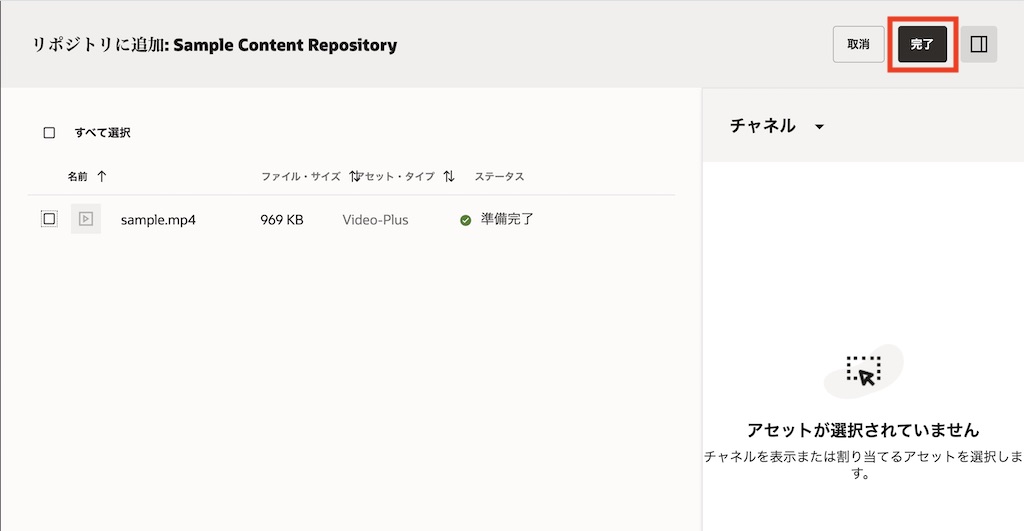 リポジトリに追加: Sample Content Repository
取消
完了
チャネル
すべて選択
名前
ファイル・サイズ
アセット・タイプ
ステータス
sample.mp4
969 KB
Video-Plus
準備完了
アセットが選択されていません
チャネルを表示または割り当てるアセットを選択しま
す。